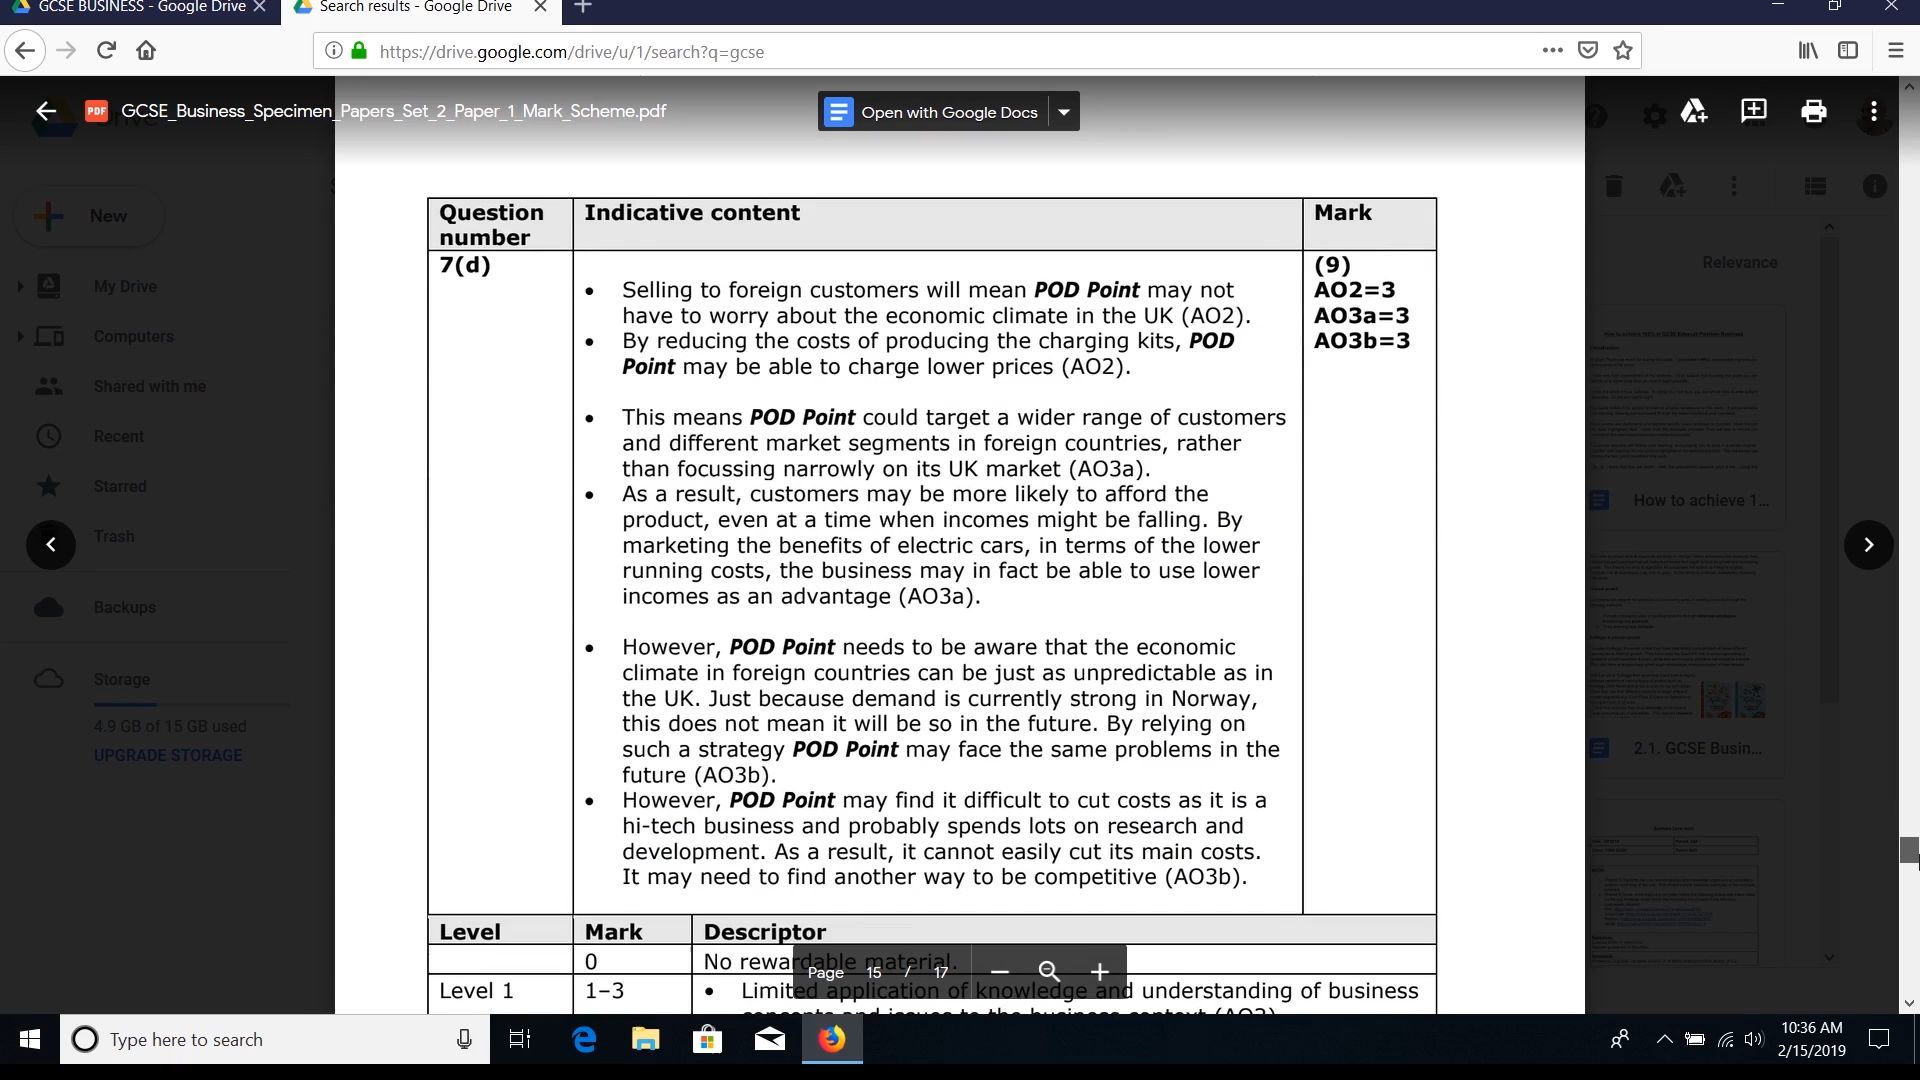 GCSE BUSINESS - Google Drive
Search results - Google Drive
https://drive.google.com/drive/u/1/search?q=gcse
PDF GCSE_Business_Specimen_Papers_Set_2_Paper_1_Mark_Scheme.pdf
Open with Google Docs
New
My Drive
Computers
Shared with me
Recent
Starred
Trash
Backups
Storage
4.9 GB of 15 GB used
UPGRADE STORAGE
Question number Indicative content Mark
7(d) (9)
AO2=3
AO3a=3
AO3b=3
• Selling to foreign customers will mean POD Point may not
have to worry about the economic climate in the UK (AO2).
• By reducing the costs of producing the charging kits, POD
Point may be able to charge lower prices (AO2).
• This means POD Point could target a wider range of customers
and different market segments in foreign countries, rather
than focussing narrowly on its UK market (AO3a).
• As a result, customers may be more likely to afford the
product, even at a time when incomes might be falling. By
marketing the benefits of electric cars, in terms of the lower
running costs, the business may in fact be able to use lower
incomes as an advantage (AO3a).
• However, POD Point needs to be aware that the economic
climate in foreign countries can be just as unpredictable as in
the UK. Just because demand is currently strong in Norway,
this does not mean it will be so in the future. By relying on
such a strategy POD Point may face the same problems in the
future (AO3b).
• However, POD Point may find it difficult to cut costs as it is a
hi-tech business and probably spends lots on research and
development. As a result, it cannot easily cut its main costs.
It may need to find another way to be competitive (AO3b).
Level Mark Descriptor
0 No rewardable material.
Level 1 1–3 • Limited application of knowledge and understanding of business
concepts and issues to the business context (AO2)
Page 15 / 17
Relevance
How to achieve 1...
2.1. GCSE Busin...
Type here to search
10:36 AM
2/15/2019